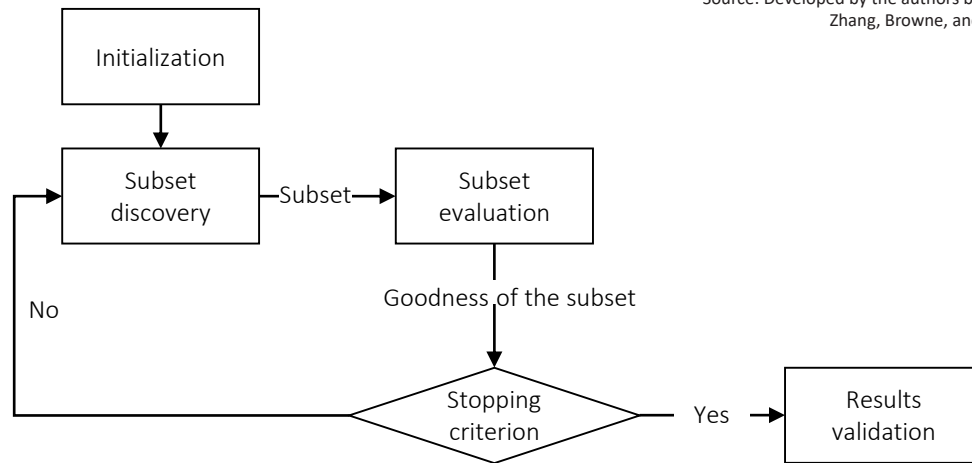 Source: Developed by the authors b
Zhang, Browne, an
Initialization
Subset
discovery
Subset
Subset
evaluation
Goodness of the subset
No
Stopping
criterion
Yes
Results
validation